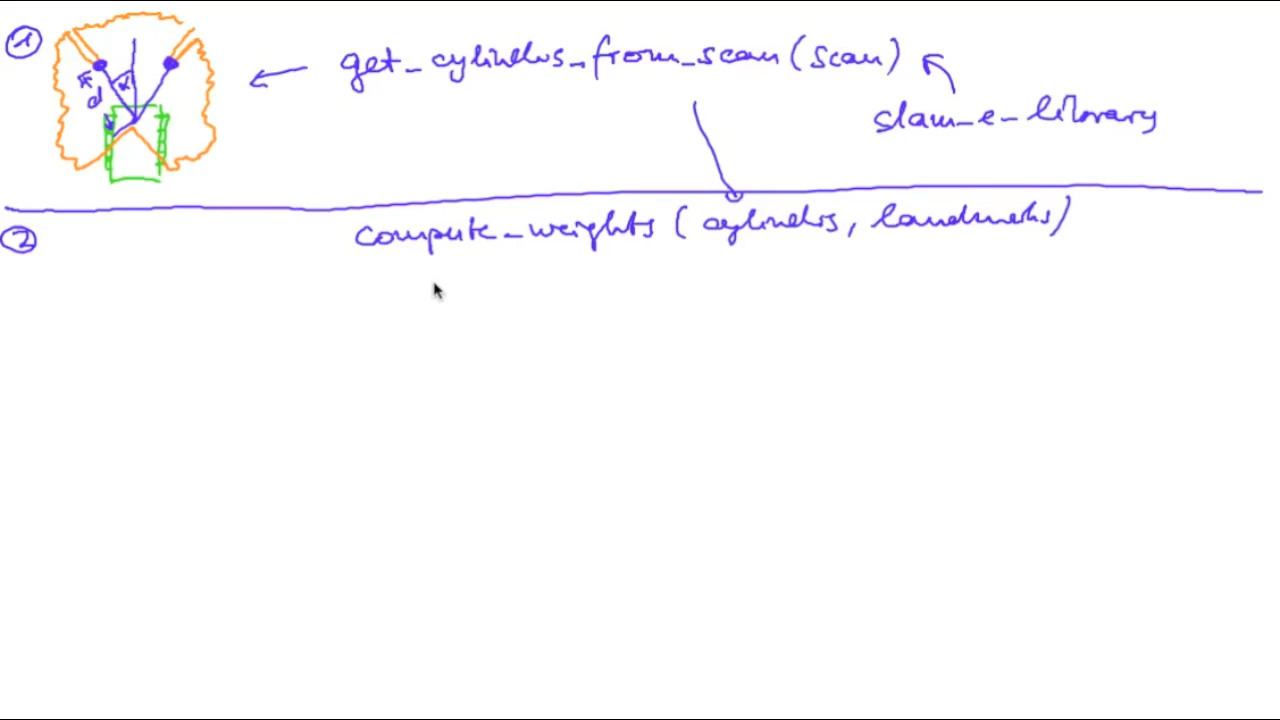 1
α
d
get_cylinders_from_scan(scan)
slam_e_library
2
compute_weights (cylinders, landmarks)